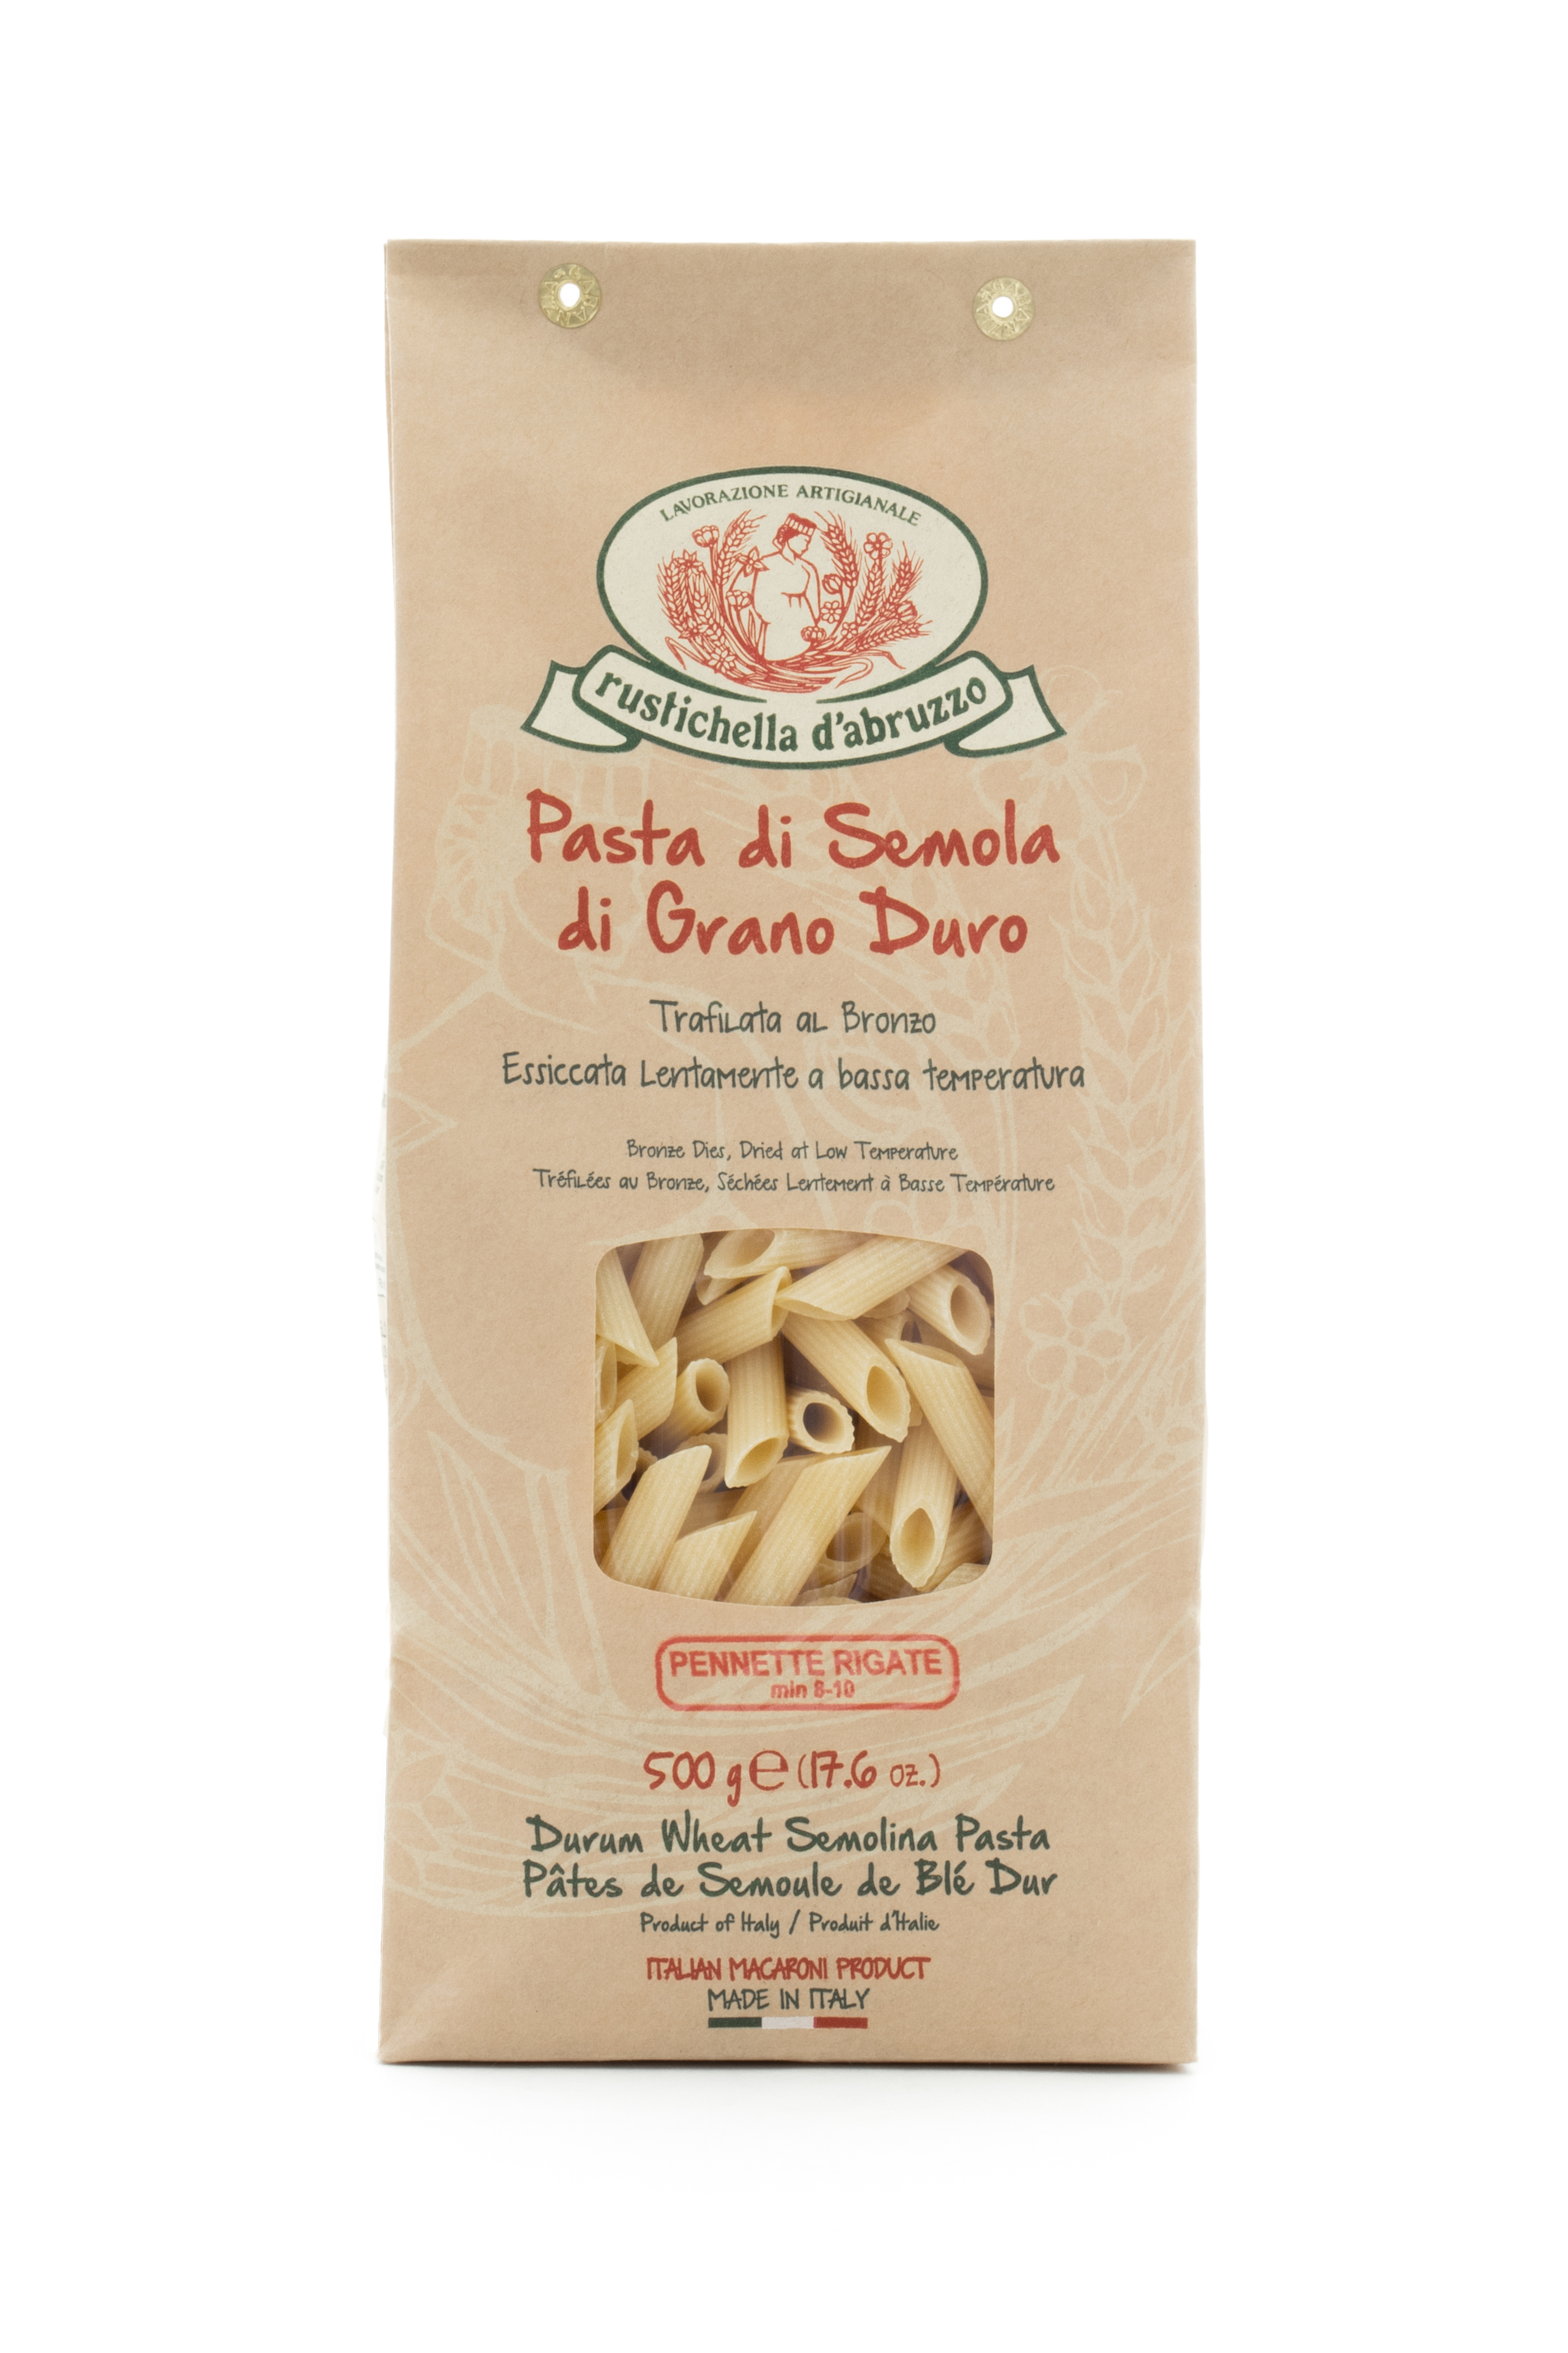 LAVORAZIONE ARTIGIANALE
rustichella d'abruzzo
Pasta di Semola
di Grano Duro
Trafilata al Bronzo
Essiccata Lentamente a bassa temperatura
Bronze Dies, Dried at Low Temperature
Tréfilées au Bronze, Séchées Lentement à Basse Température
PENNETTE RIGATE
min 8-10
500 g e (17.6 oz.)
Durum Wheat Semolina Pasta
Pâtes de Semoule de Blé Dur
Product of Italy / Produit d'Italie
ITALIAN MACARONI PRODUCT
MADE IN ITALY